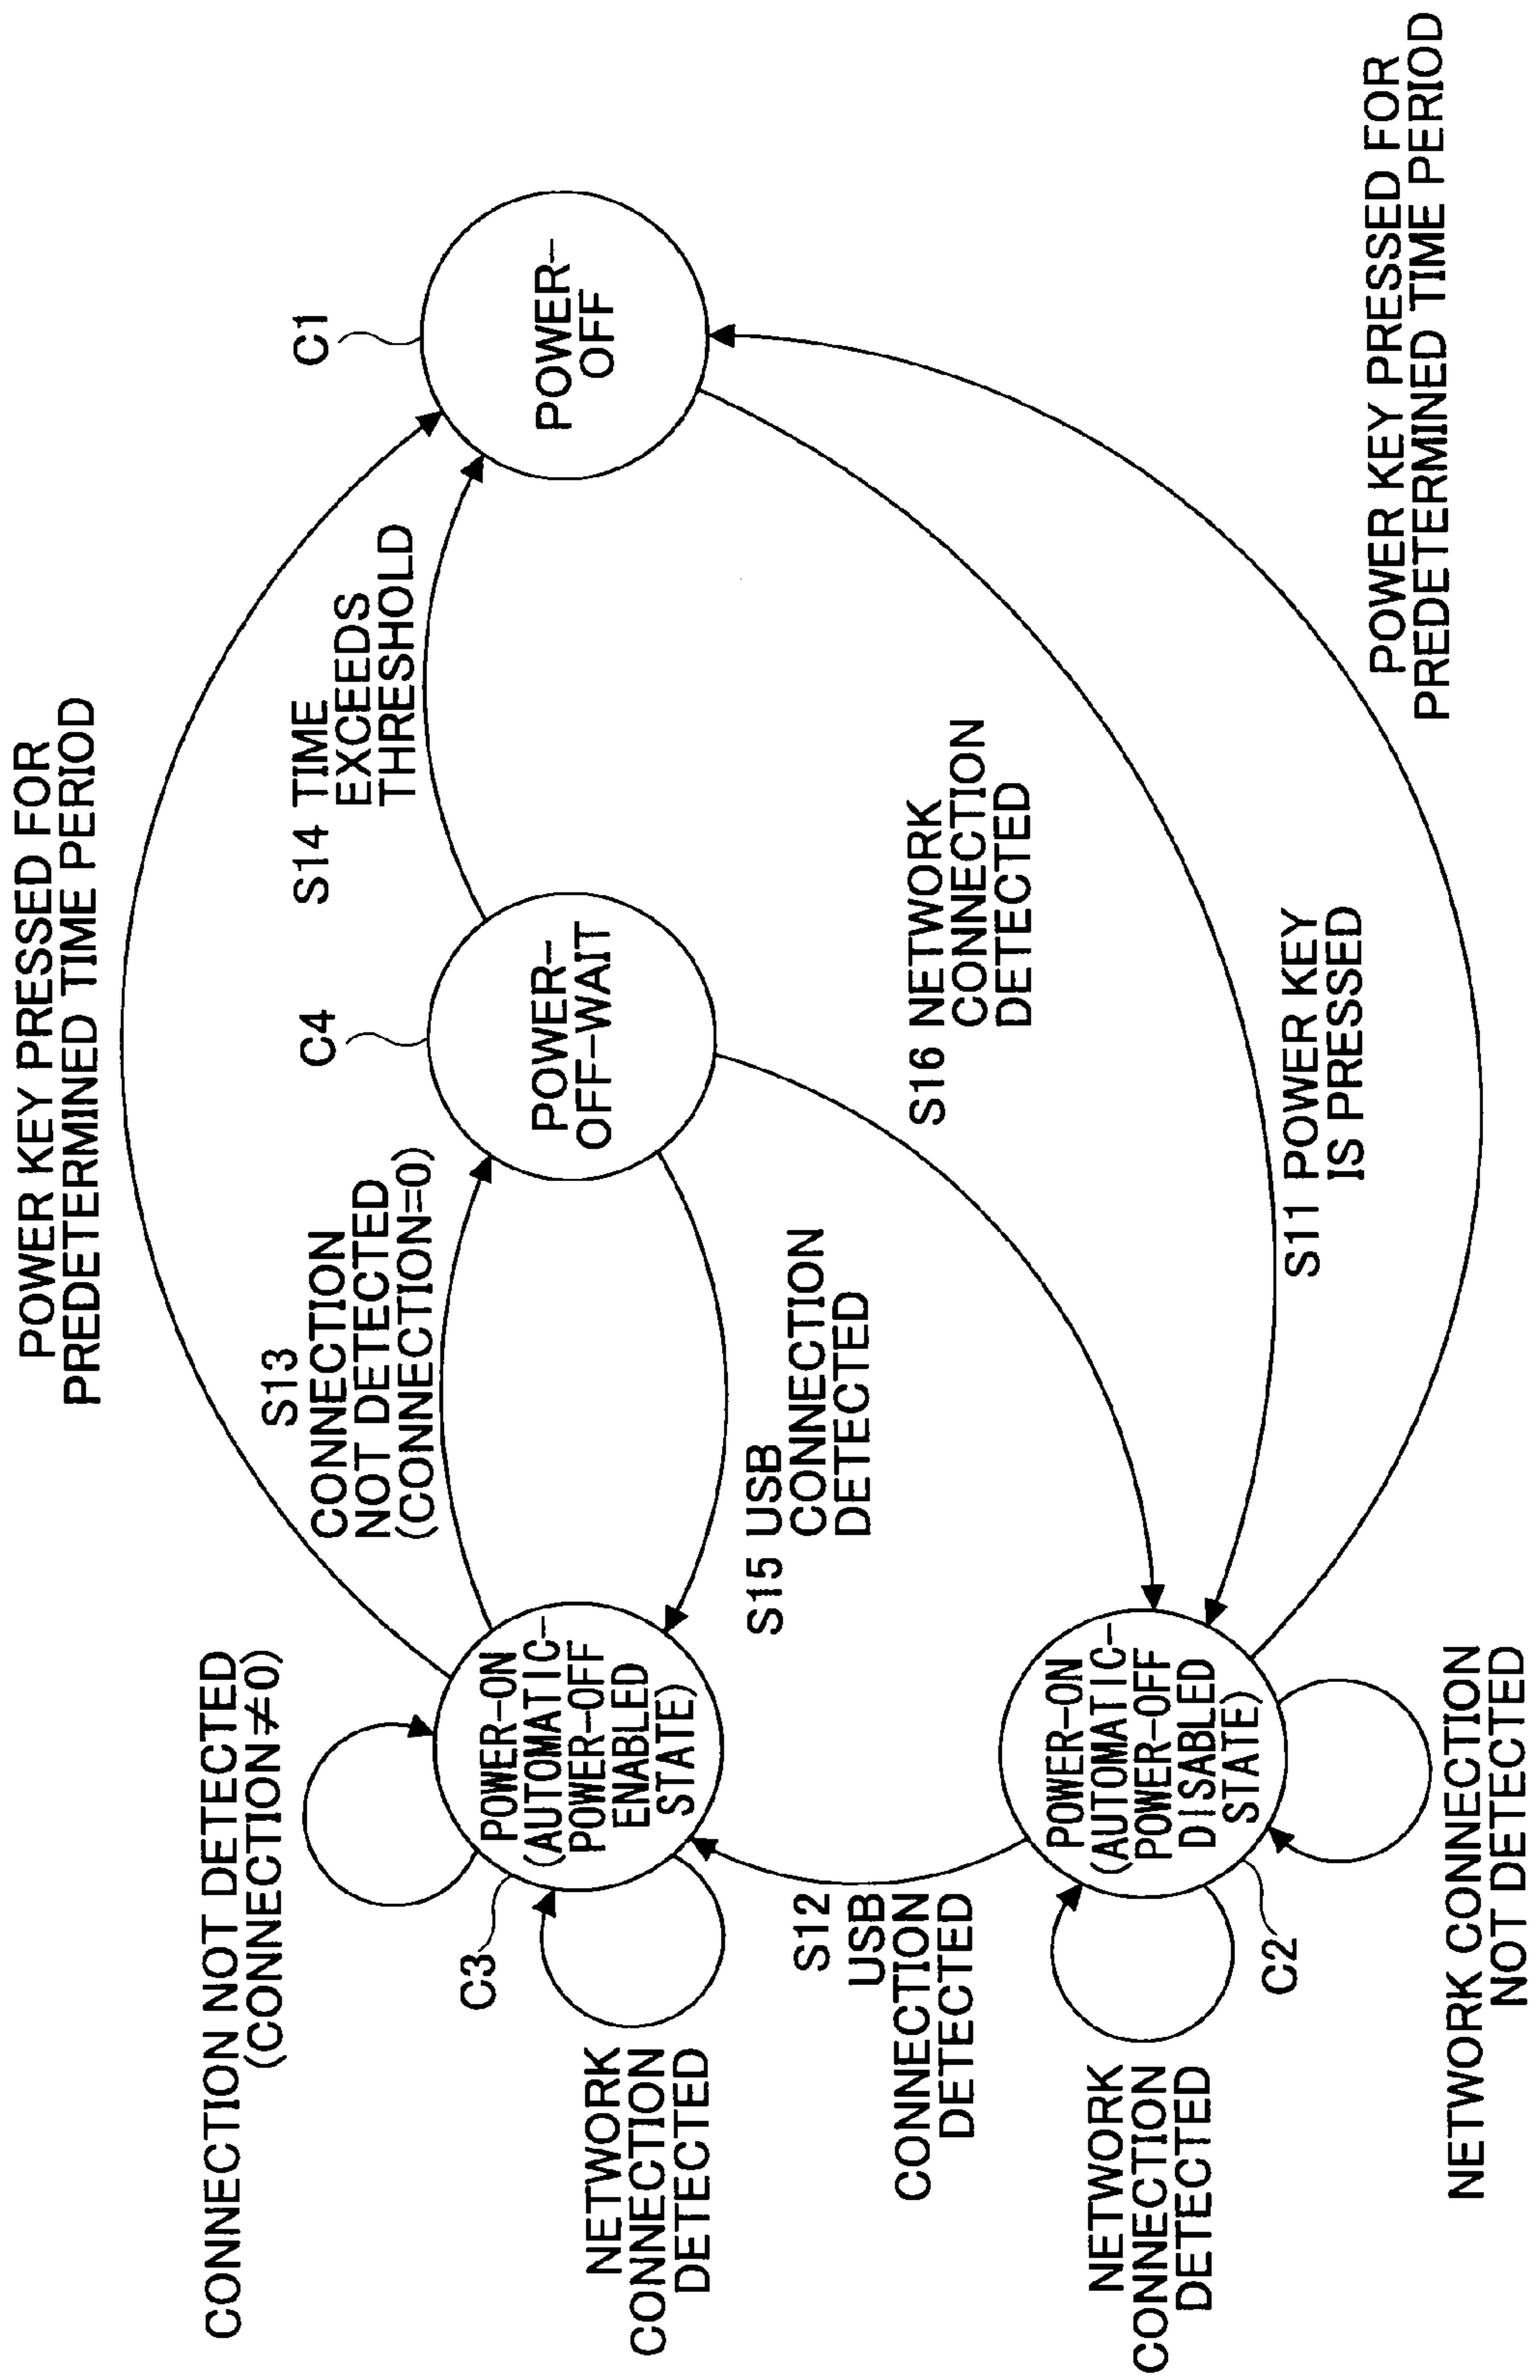 POWER KEY PRESSED FOR
PREDETERMINED TIME PERIOD
CONNECTION NOT DETECTED
(CONNECTION≠0)
S13
CONNECTION
NOT DETECTED
(CONNECTION=0)
S14 TIME
EXCEEDS
THRESHOLD
C3
C4
C1
POWER-ON
(AUTOMATIC-
POWER-OFF
ENABLED
STATE)
POWER-
OFF-WAIT
POWER-
OFF
NETWORK
CONNECTION
DETECTED
S15 USB
CONNECTION
DETECTED
S12
USB
CONNECTION
DETECTED
S16 NETWORK
CONNECTION
DETECTED
POWER-ON
(AUTOMATIC-
POWER-OFF
DISABLED
STATE)
NETWORK
CONNECTION
DETECTED
C2
S11 POWER KEY
IS PRESSED
POWER KEY PRESSED FOR
PREDETERMINED TIME PERIOD
NETWORK CONNECTION
NOT DETECTED